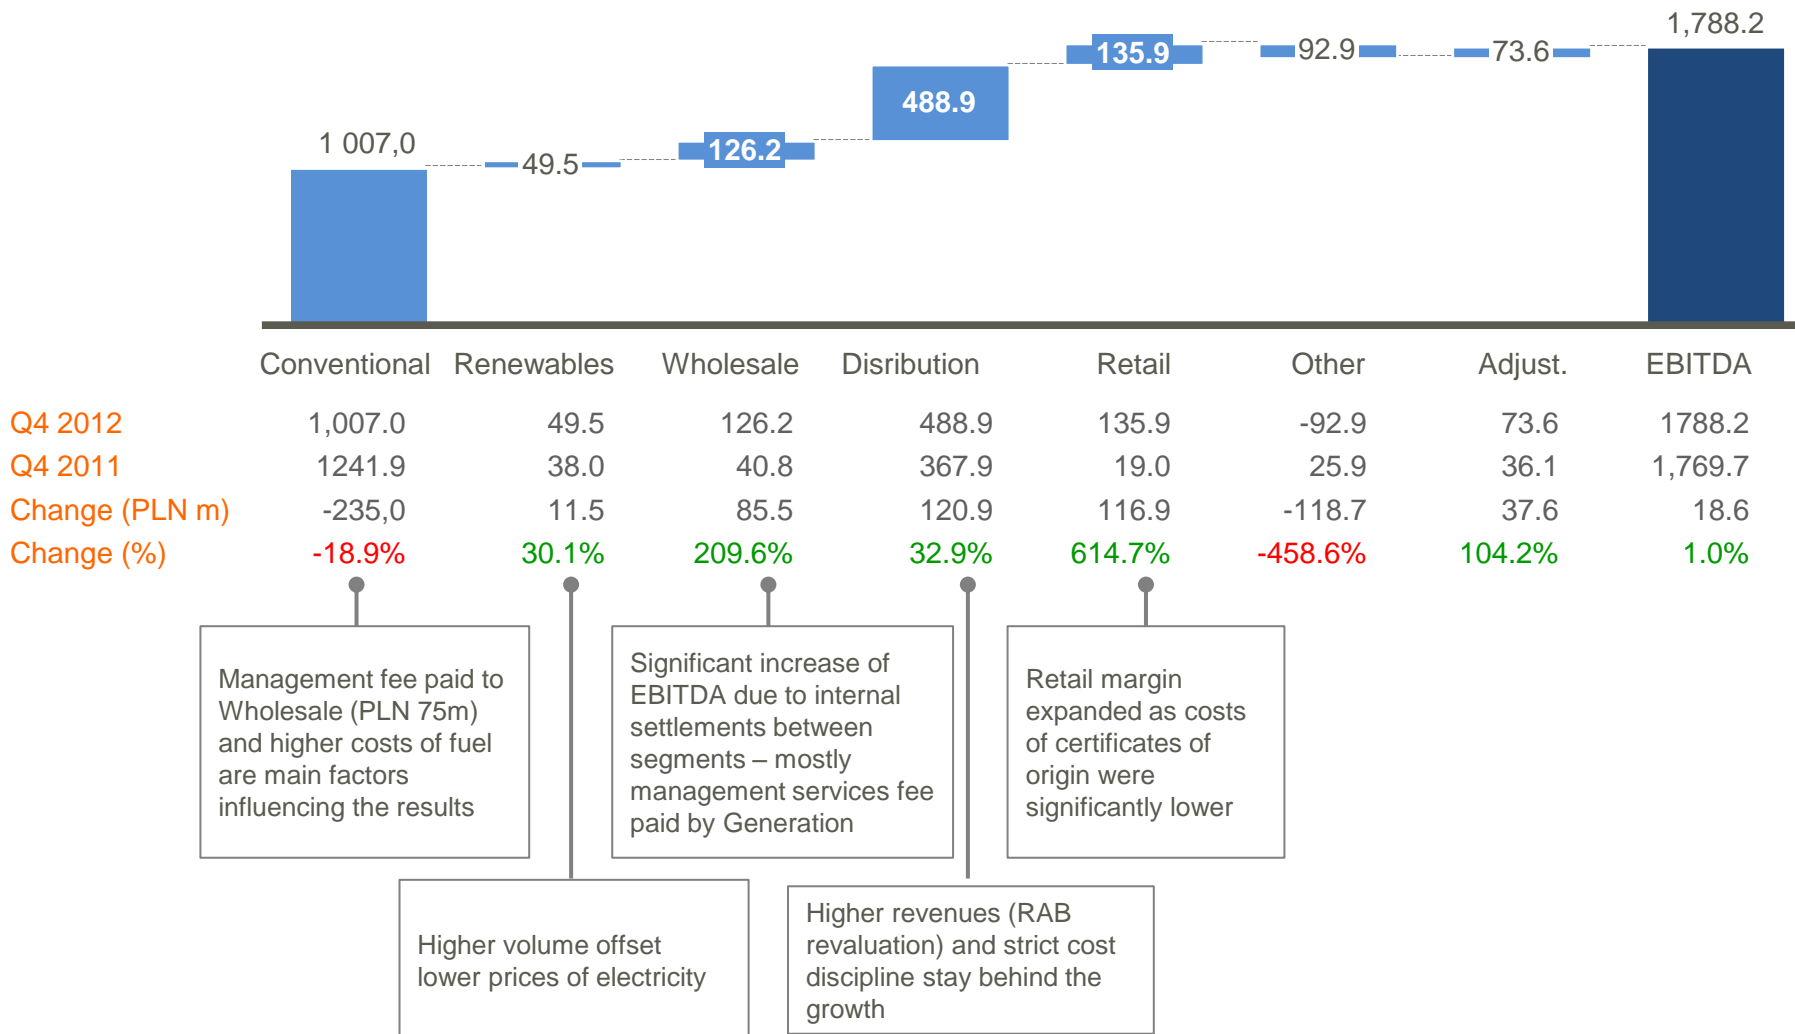 1,788.2
135.9
92.9
73.6
488.9
1 007,0
49.5
126.2
Conventional Renewables Wholesale Disribution Retail Other Adjust. EBITDA
Q4 2012 1,007.0 49.5 126.2 488.9 135.9 -92.9 73.6 1788.2
Q4 2011 1241.9 38.0 40.8 367.9 19.0 25.9 36.1 1,769.7
Change (PLN m) -235,0 11.5 85.5 120.9 116.9 -118.7 37.6 18.6
Change (%) -18.9% 30.1% 209.6% 32.9% 614.7% -458.6% 104.2% 1.0%
Management fee paid to
Wholesale (PLN 75m)
and higher costs of fuel
are main factors
influencing the results
Significant increase of
EBITDA due to internal
settlements between
segments – mostly
management services fee
paid by Generation
Retail margin
expanded as costs
of certificates of
origin were
significantly lower
Higher volume offset
lower prices of electricity
Higher revenues (RAB
revaluation) and strict cost
discipline stay behind the
growth